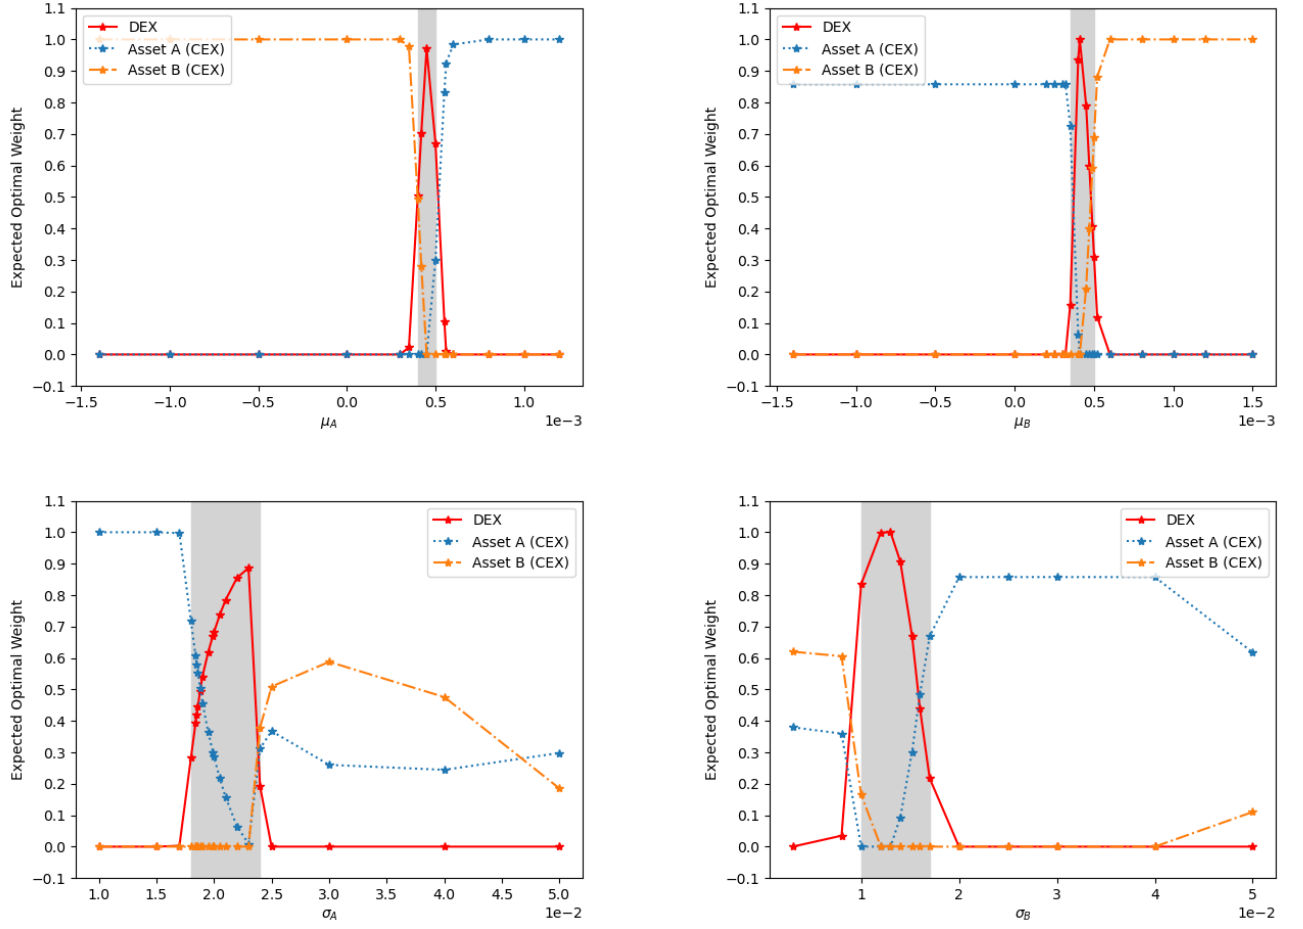 1.1
1.0
0.9
0.8
0.7
0.6
0.5
0.4
0.3
0.2
0.1
0.0
−0.1
Expected Optimal Weight
DEX
Asset A (CEX)
Asset B (CEX)
−1.5 −1.0 −0.5 0.0 0.5 1.0
1e−3
μA
1.1
1.0
0.9
0.8
0.7
0.6
0.5
0.4
0.3
0.2
0.1
0.0
−0.1
Expected Optimal Weight
DEX
Asset A (CEX)
Asset B (CEX)
−1.5 −1.0 −0.5 0.0 0.5 1.0 1.5
1e−3
μB
1.1
1.0
0.9
0.8
0.7
0.6
0.5
0.4
0.3
0.2
0.1
0.0
−0.1
Expected Optimal Weight
DEX
Asset A (CEX)
Asset B (CEX)
1.0 1.5 2.0 2.5 3.0 3.5 4.0 4.5 5.0
1e−2
σA
1.1
1.0
0.9
0.8
0.7
0.6
0.5
0.4
0.3
0.2
0.1
0.0
−0.1
Expected Optimal Weight
DEX
Asset A (CEX)
Asset B (CEX)
1 2 3 4 5
1e−2
σB